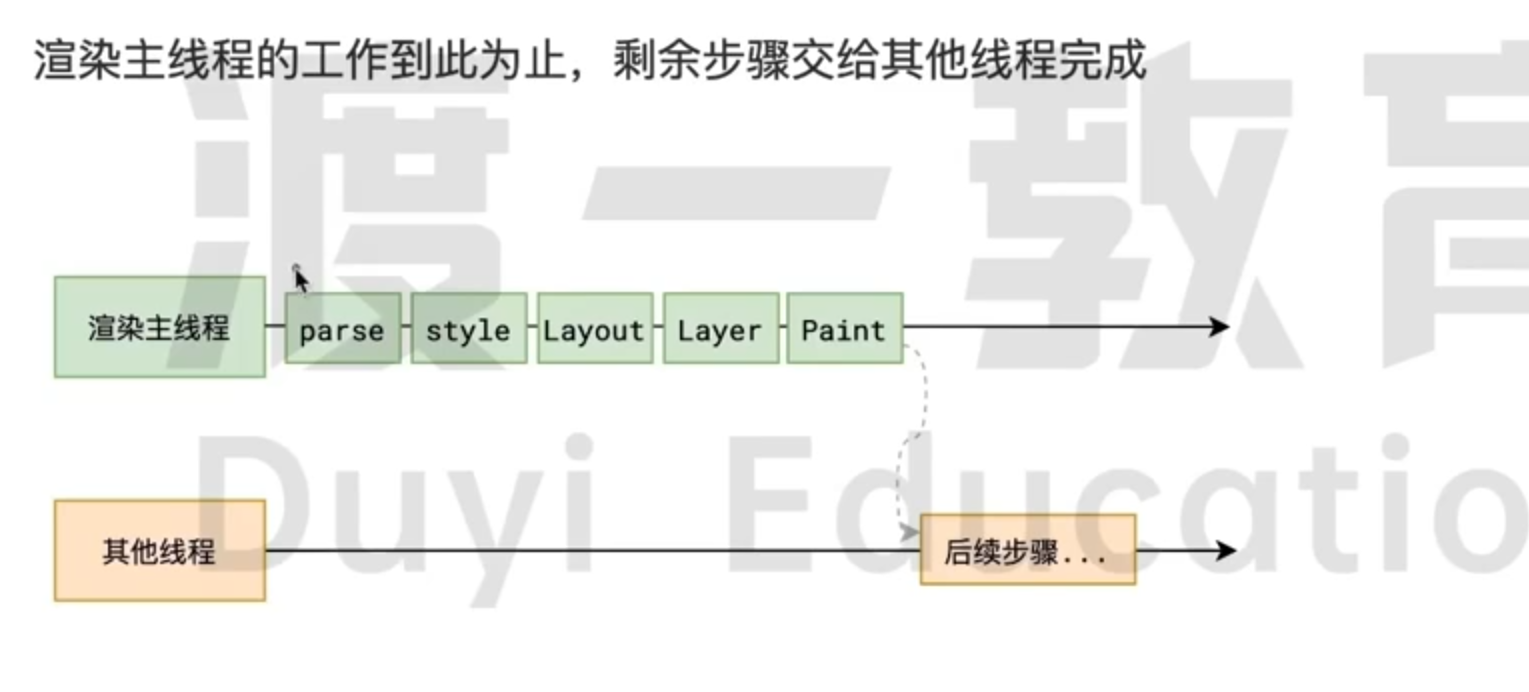 渲染主线程的工作到此为止，剩余步骤交给其他线程完成
渡一教育
渲染主线程
parse
style
Layout
Layer
Paint
Duyi Educatio
其他线程
后续步骤...